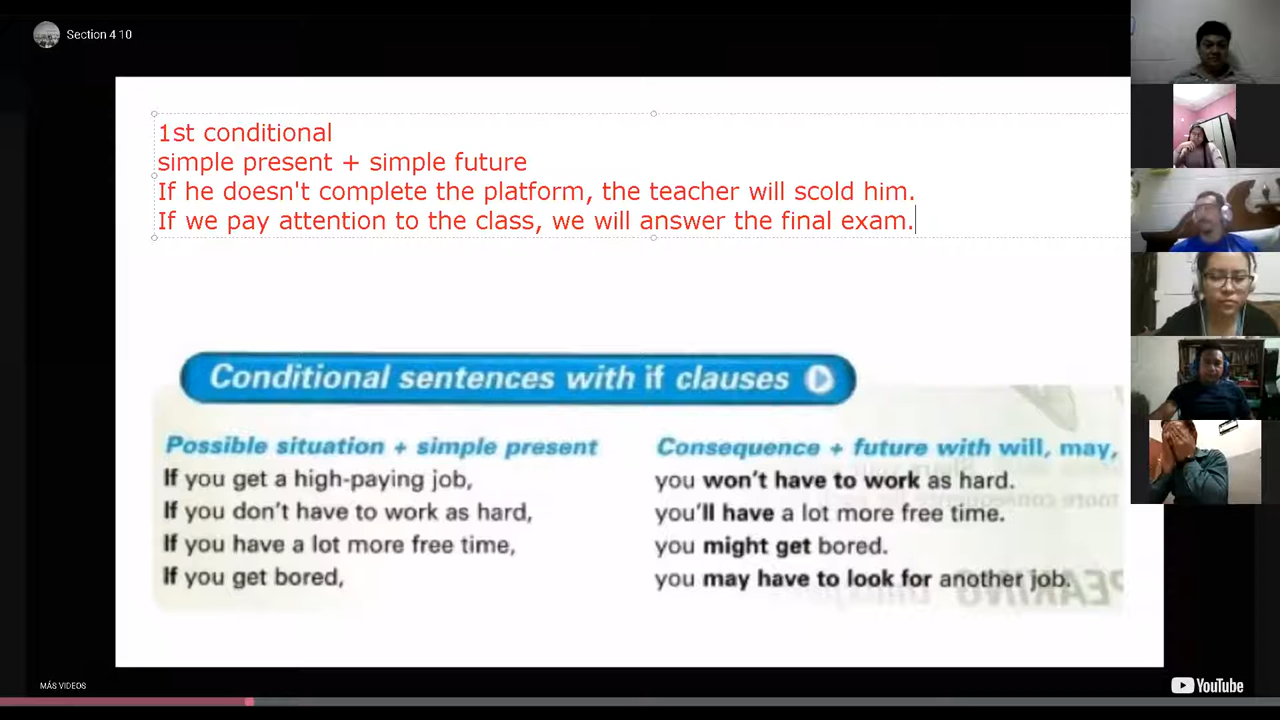 Section 4 10
1st conditional
simple present + simple future
If he doesn't complete the platform, the teacher will scold him.
If we pay attention to the class, we will answer the final exam.
Conditional sentences with if clauses
Possible situation + simple present
If you get a high-paying job,
If you don't have to work as hard,
If you have a lot more free time,
If you get bored,
Consequence + future with will, may,
you won't have to work as hard.
you'll have a lot more free time.
you might get bored.
you may have to look for another job.
MÁS VIDEOS
YouTube